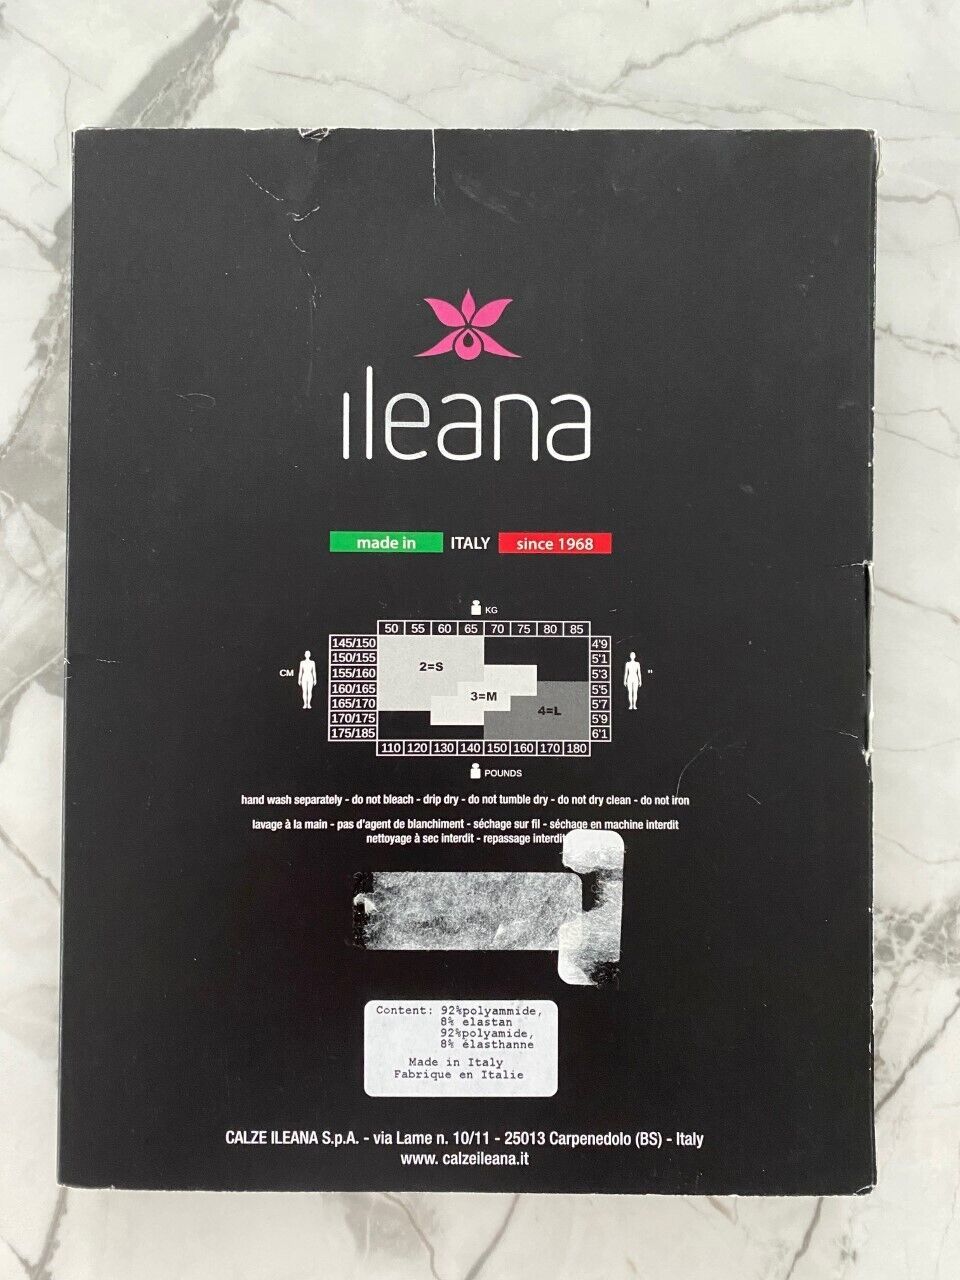 ıleana
made in ITALY since 1968
KG
50 55 60 65 70 75 80 85
145/150 4'9
150/155 5'1
CM 155/160 2=S 5'3 "
160/165 5'5
165/170 3=M 5'7
170/175 4=L 5'9
175/185 6'1
110 120 130 140 150 160 170 180
POUNDS
hand wash separately - do not bleach - drip dry - do not tumble dry - do not dry clean - do not iron
lavage à la main - pas d'agent de blanchiment - séchage sur fil - séchage en machine interdit
nettoyage à sec interdit - repassage interdit
Content: 92%polyammide,
8% elastan
92%polyamide,
8% élasthanne
Made in Italy
Fabrique en Italie
CALZE ILEANA S.p.A. - via Lame n. 10/11 - 25013 Carpenedolo (BS) - Italy
www. calzeileana.it